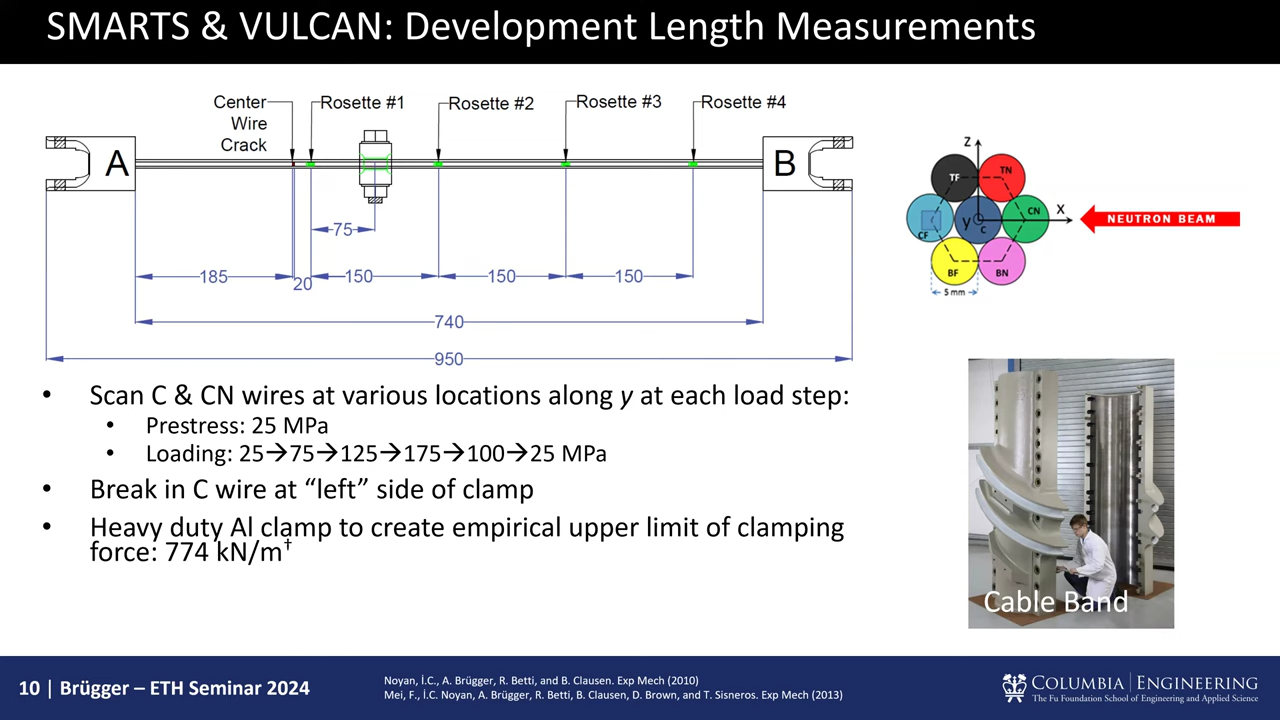 SMARTS & VULCAN: Development Length Measurements
Center
Wire
Crack
Rosette #1
Rosette #2
Rosette #3
Rosette #4
A
B
75
185
20
150
150
150
740
950
Z
TF
TN
CF
y
C
CN
X
BF
BN
5 mm
NEUTRON BEAM
• Scan C & CN wires at various locations along y at each load step:
• Prestress: 25 MPa
• Loading: 25→75→125→175→100→25 MPa
• Break in C wire at “left” side of clamp
• Heavy duty Al clamp to create empirical upper limit of clamping
force: 774 kN/m†
Cable Band
10 | Brügger – ETH Seminar 2024
Noyan, İ.C., A. Brügger, R. Betti, and B. Clausen. Exp Mech (2010)
Mei, F., İ.C. Noyan, A. Brügger, R. Betti, B. Clausen, D. Brown, and T. Sisneros. Exp Mech (2013)
COLUMBIA | ENGINEERING
The Fu Foundation School of Engineering and Applied Science